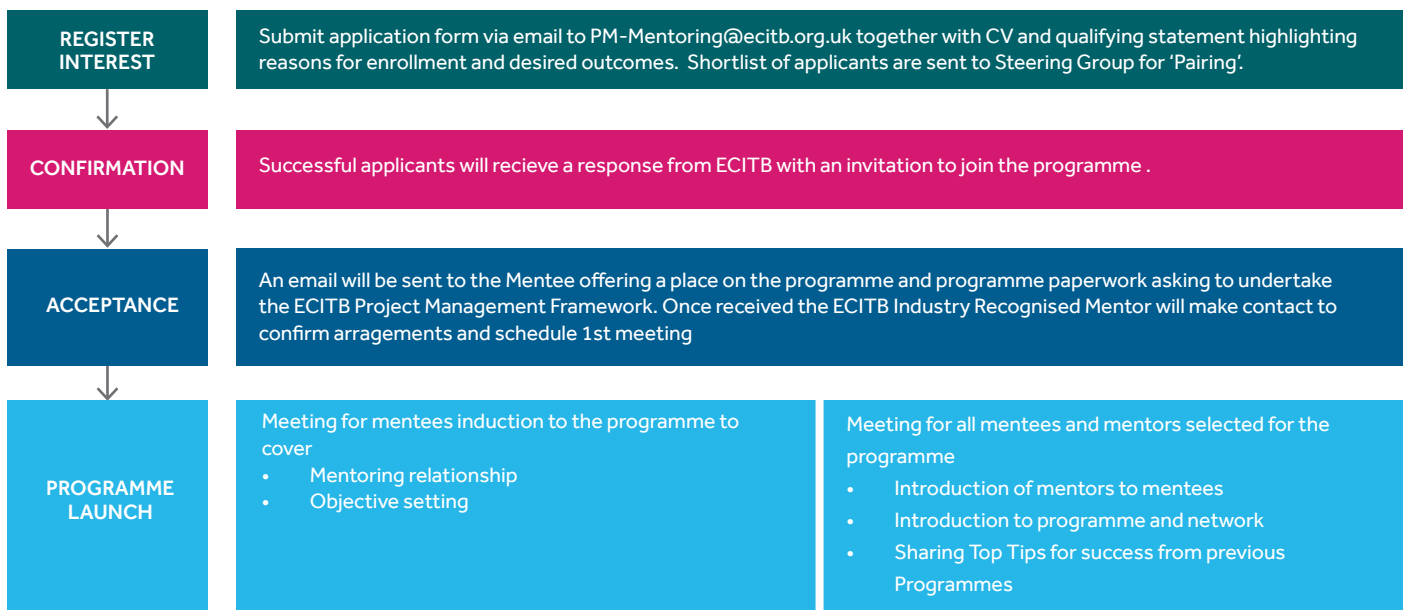 REGISTER
INTEREST
Submit application form via email to PM-Mentoring@ecitb.org.uk together with CV and qualifying statement highlighting
reasons for enrollment and desired outcomes. Shortlist of applicants are sent to Steering Group for 'Pairing'.
CONFIRMATION
Successful applicants will recieve a response from ECITB with an invitation to join the programme .
ACCEPTANCE
An email will be sent to the Mentee offering a place on the programme and programme paperwork asking to undertake
the ECITB Project Management Framework. Once received the ECITB Industry Recognised Mentor will make contact to
confirm arragements and schedule 1st meeting
PROGRAMME
LAUNCH
Meeting for mentees induction to the programme to
cover
• Mentoring relationship
• Objective setting
Meeting for all mentees and mentors selected for the
programme
• Introduction of mentors to mentees
• Introduction to programme and network
• Sharing Top Tips for success from previous
Programmes